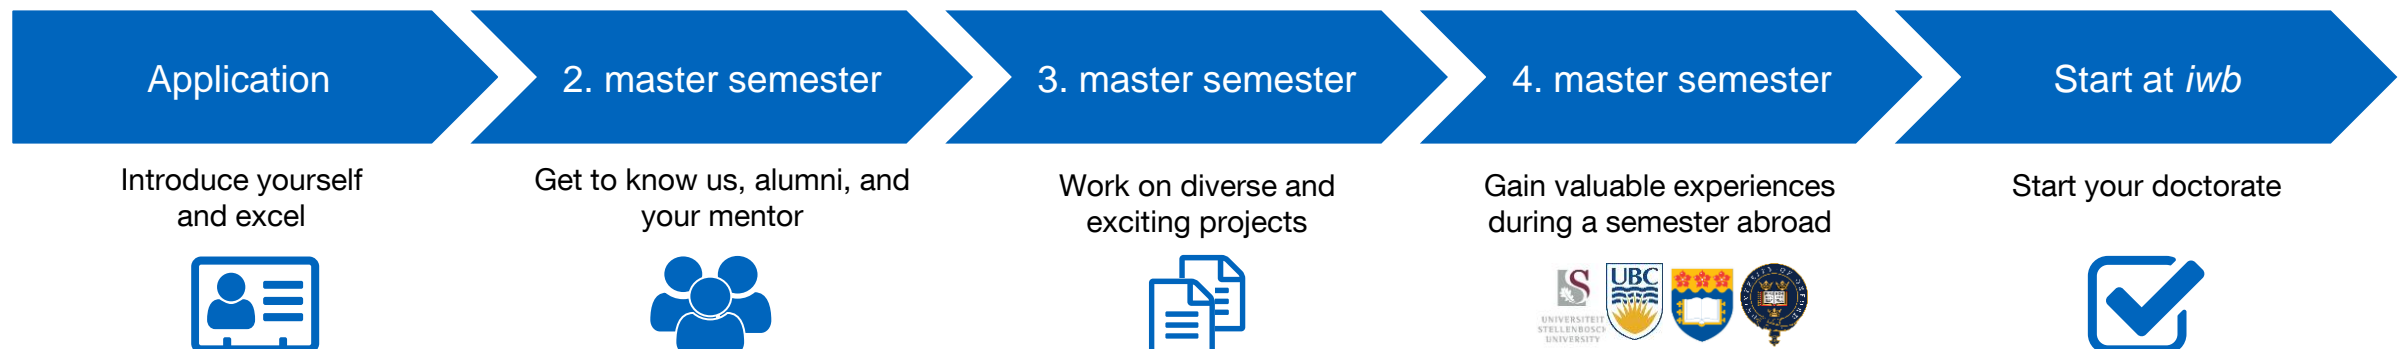 Application
2. master semester
3. master semester
4. master semester
Start at iwb
Introduce yourself
and excel
Get to know us, alumni, and
your mentor
Work on diverse and
exciting projects
Gain valuable experiences
during a semester abroad
Start your doctorate
UNIVERSITEIT
STELLENBOSCH
UNIVERSITY
UBC